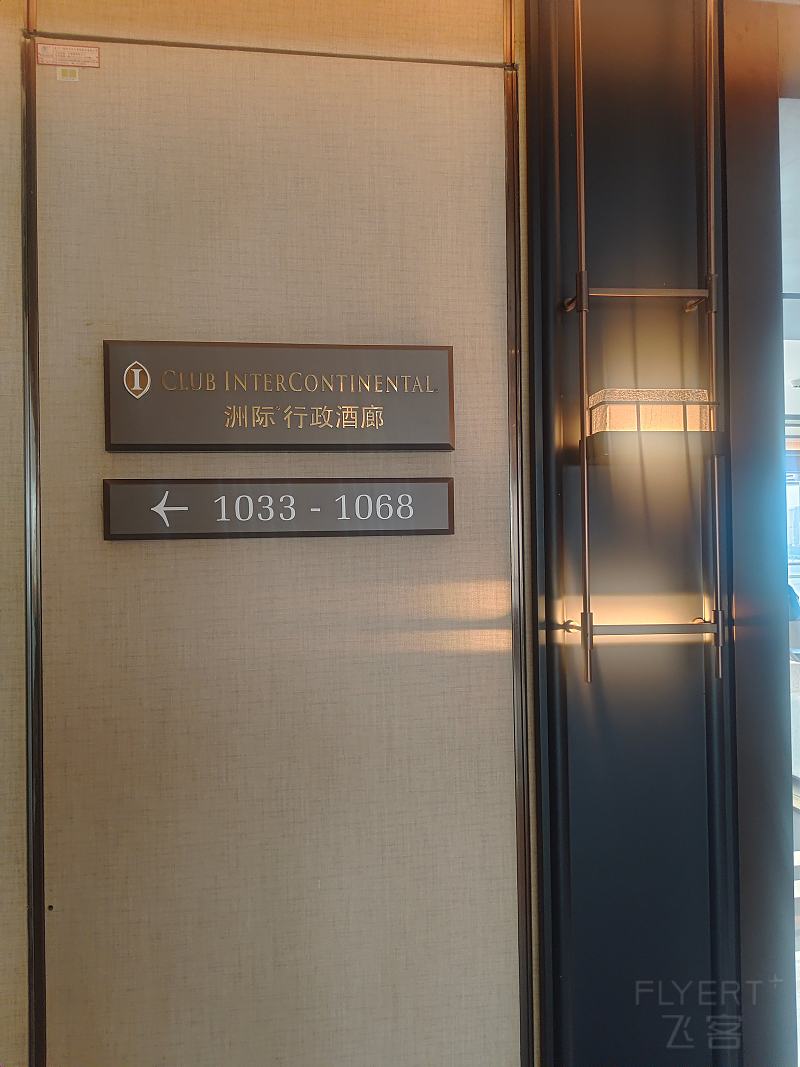 I CLUB INTERCONTINENTAL
洲际®行政酒廊
← 1033 - 1068
FLYERT+
飞客